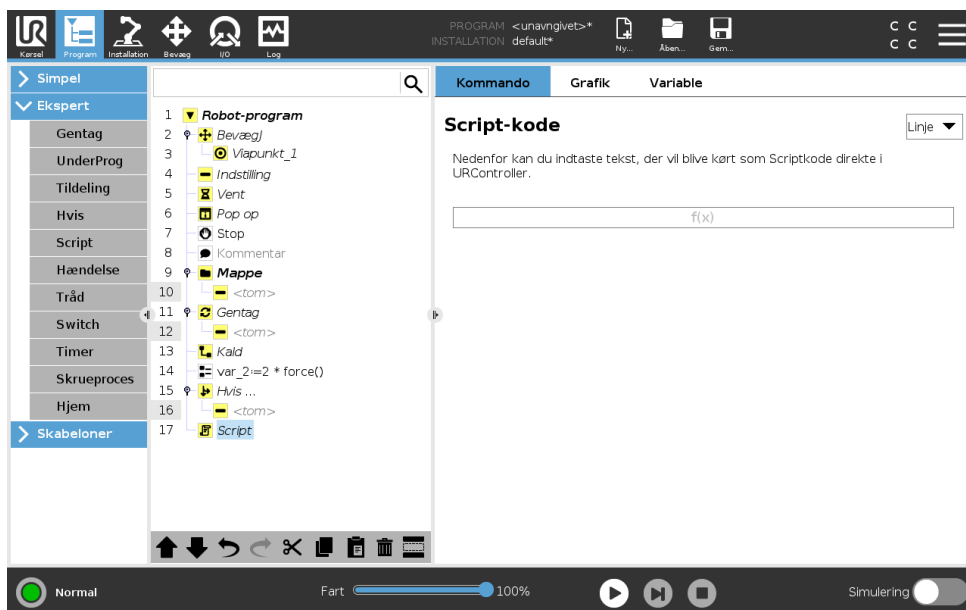 UR
PROGRAM <unavngivet>*
INSTALLATION default*
Kørsel Program Installation Bevæg I/O Log Ny... Åben... Gem...
C C
C C
Simpel
Ekspert
Gentag
UnderProg
Tildeling
Hvis
Script
Hændelse
Tråd
Switch
Timer
Skrueproces
Hjem
Skabeloner
1 Robot-program
2 BevægJ
3 Viapunkt_1
4 Indstilling
5 Vent
6 Pop op
7 Stop
8 Kommentar
9 Mappe
10 <tom>
11 Gentag
12 <tom>
13 Kald
14 var_2:=2 * force()
15 Hvis ...
16 <tom>
17 Script
Kommando Grafik Variable
Script-kode
Linje
Nedenfor kan du indtaste tekst, der vil blive kørt som Scriptkode direkte i
URController.
f(x)
Normal Fart 100% Simulering